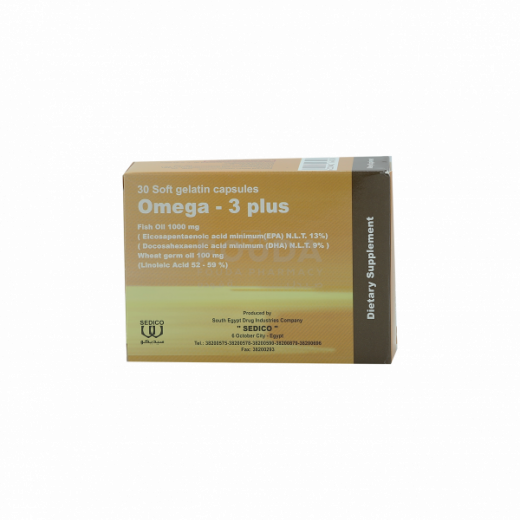 30 Soft gelatin capsules
Omega - 3 plus
Fish Oil 1000 mg
( Eicosapentaenoic acid minimum(EPA) N.L.T. 13%)
( Docosahexaenoic acid minimum (DHA) N.L.T. 9% )
Wheat germ oil 100 mg
(Linoleic Acid 52 - 59 %)
Dietary Supplement
SEDICO
سيديكو
Produced by
South Egypt Drug Industries Company
" SEDICO "
6 October City - Egypt